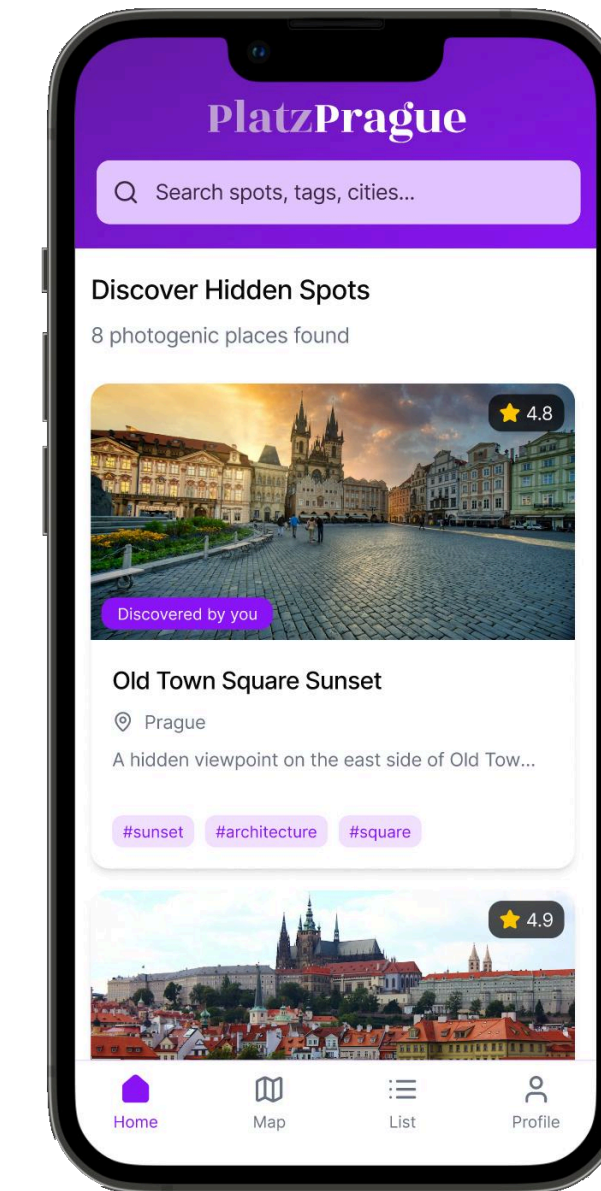 PlatzPrague
Search spots, tags, cities...
Discover Hidden Spots
8 photogenic places found
4.8
Discovered by you
Old Town Square Sunset
Prague
A hidden viewpoint on the east side of Old Tow...
#sunset #architecture #square
4.9
Home Map List Profile